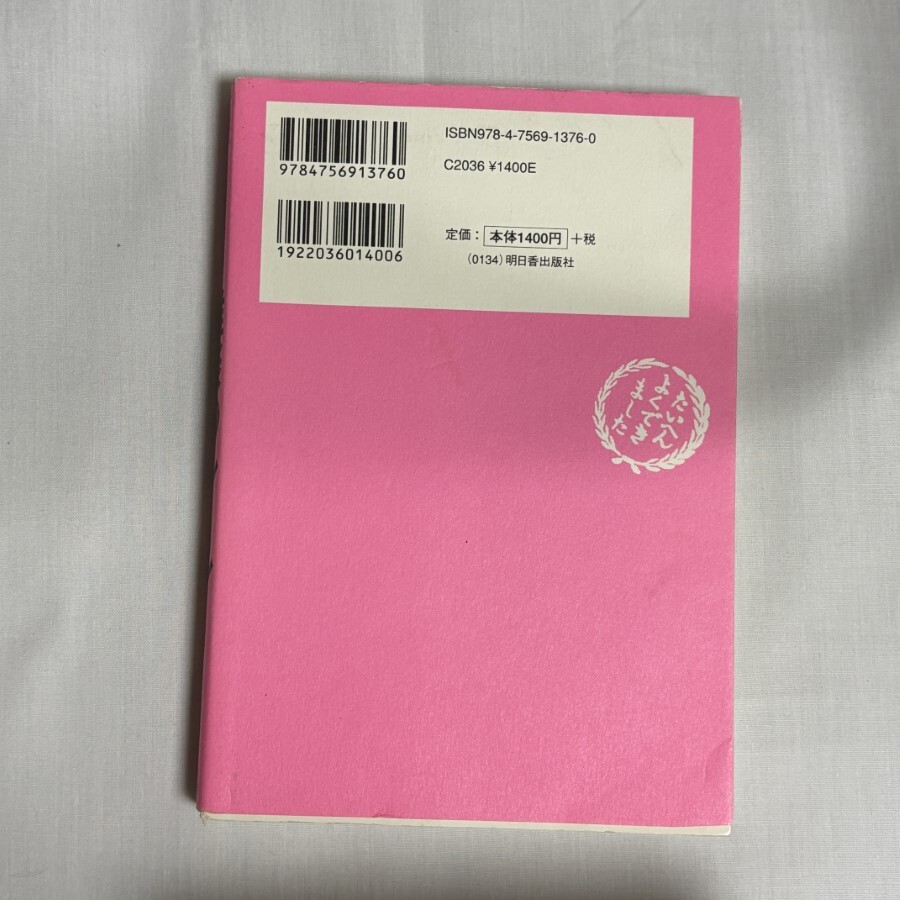 ISBN978-4-7569-1376-0
9784756913760
C2036 ¥1400E
1922036014006
定価： 本体1400円 ＋税
（0134）明日香出版社
たいへん
よくでき
ました